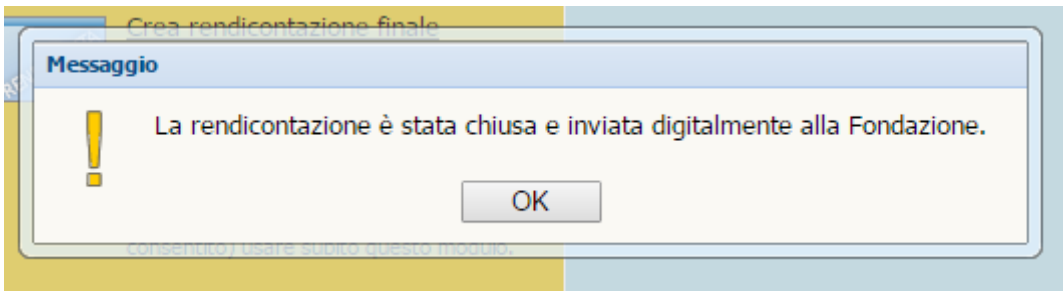 Crea rendicontazione finale
Messaggio
La rendicontazione è stata chiusa e inviata digitalmente alla Fondazione.
OK
consentito) usare subito questo modulo.